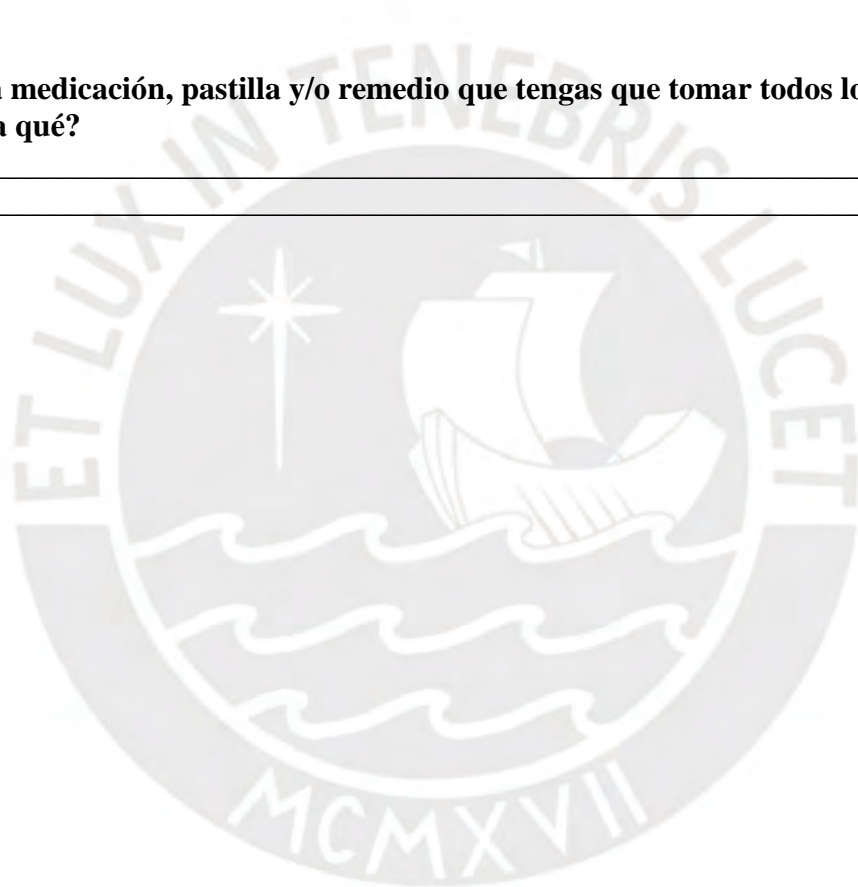 medicación, pastilla y/o remedio que tengas que tomar todos lo
a qué?
ET LUX IN TENEBRIS LUCET
MCMXVII